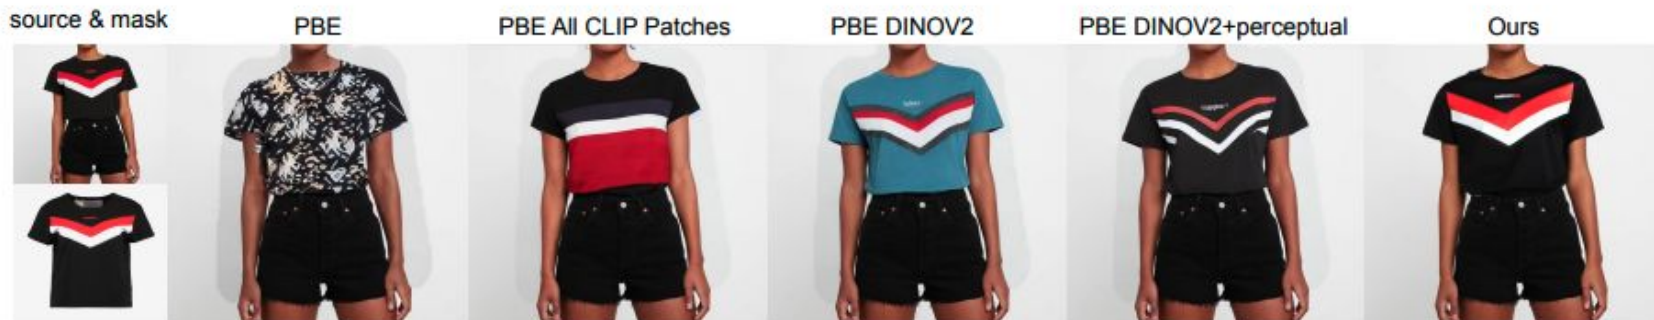 source & mask
PBE
PBE All CLIP Patches
PBE DINOV2
PBE DINOV2+perceptual
Ours